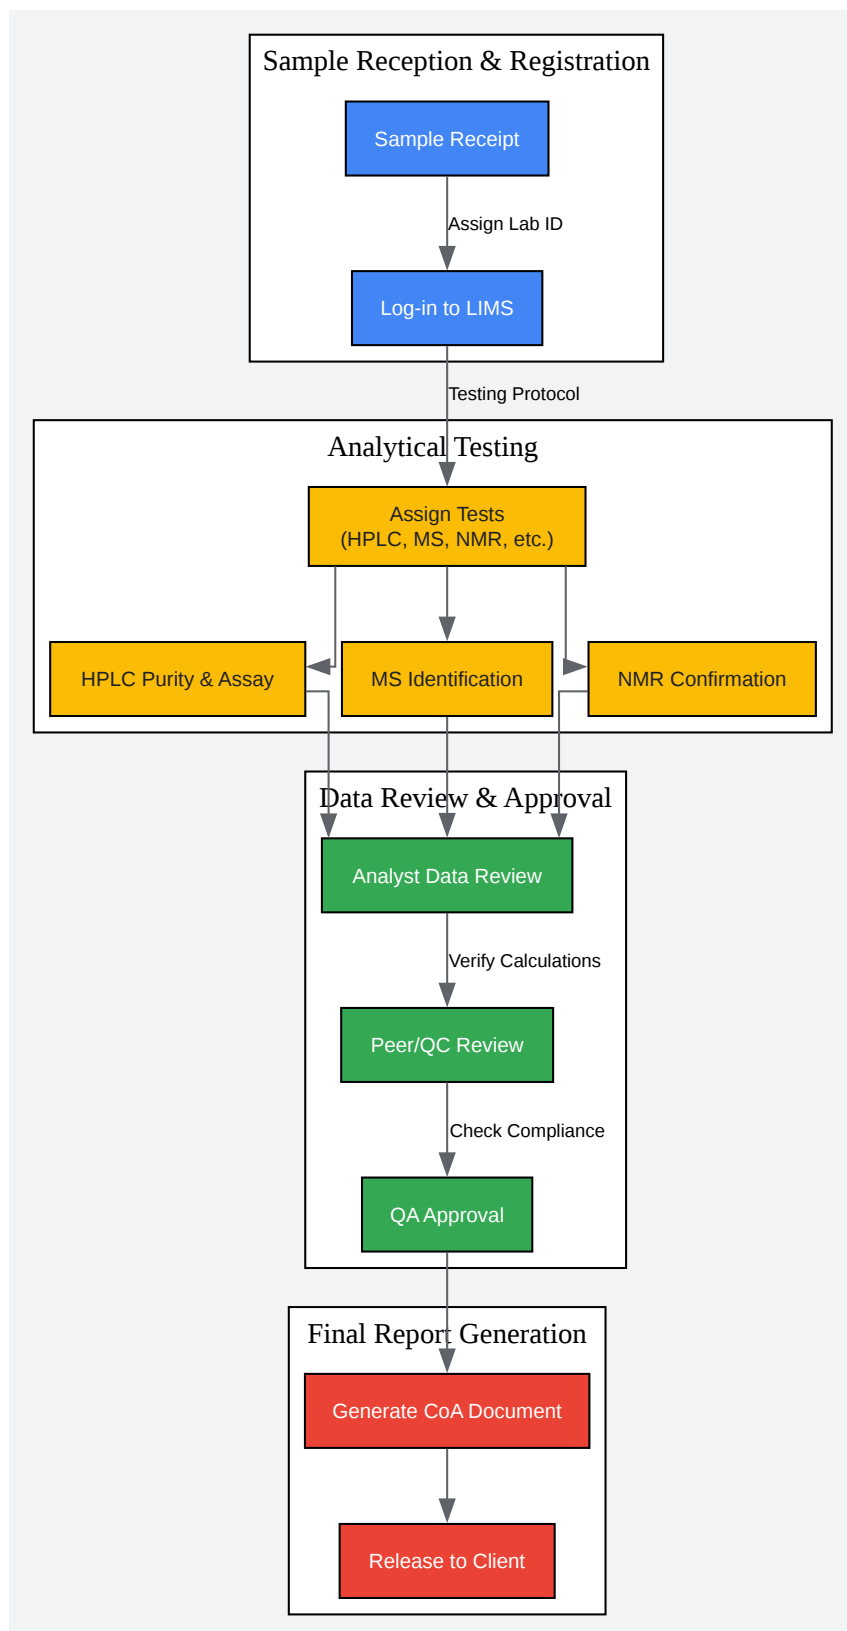 Sample Reception & Registration
Sample Receipt
Assign Lab ID
Log-in to LIMS
Testing Protocol
Analytical Testing
Assign Tests
(HPLC, MS, NMR, etc.)
HPLC Purity & Assay
MS Identification
NMR Confirmation
Data Review & Approval
Analyst Data Review
Verify Calculations
Peer/QC Review
Check Compliance
QA Approval
Final Report Generation
Generate CoA Document
Release to Client